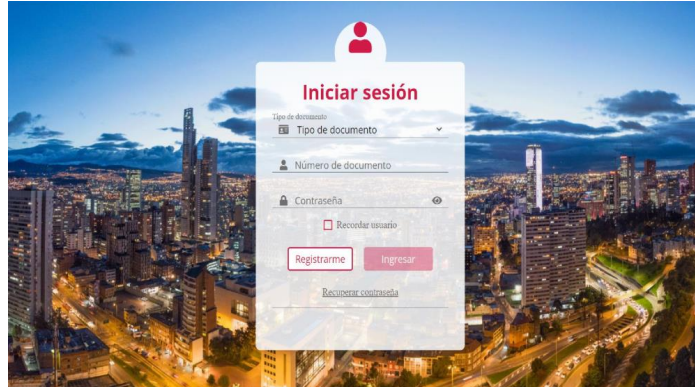 Iniciar sesión
Tipo de documento
Tipo de documento
Número de documento
Contraseña
Recordar usuario
Registrarme Ingresar
Recuperar contraseña